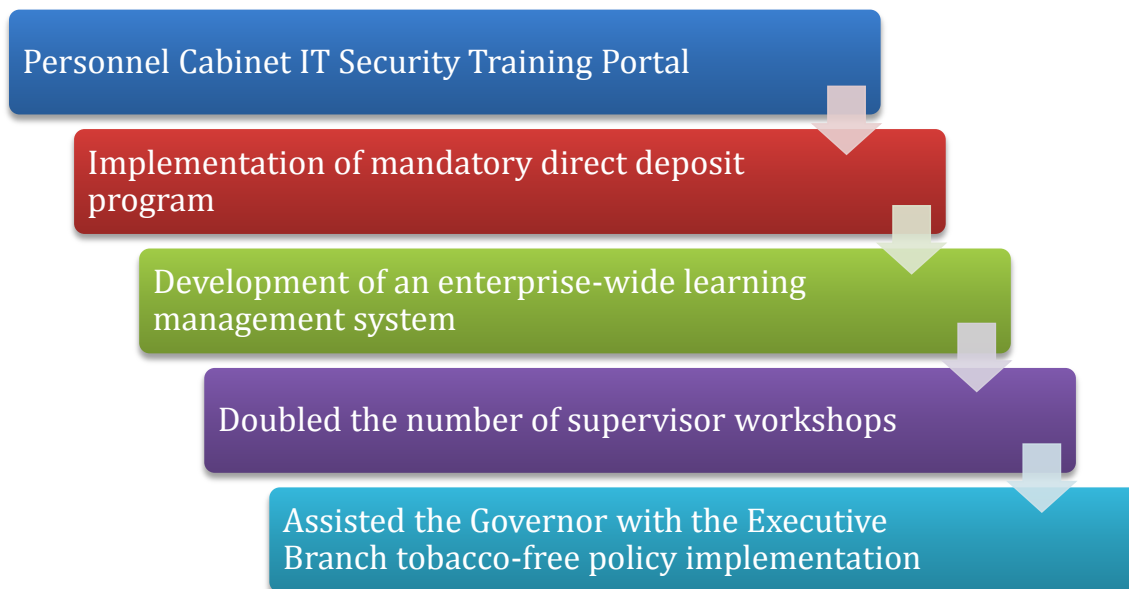 Personnel Cabinet IT Security Training Portal
Implementation of mandatory direct deposit
program
Development of an enterprise-wide learning
management system
Doubled the number of supervisor workshops
Assisted the Governor with the Executive
Branch tobacco-free policy implementation